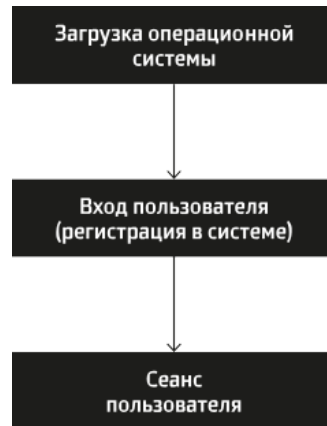 Загрузка операционной
системы
Вход пользователя
(регистрация в системе)
Сеанс
пользователя